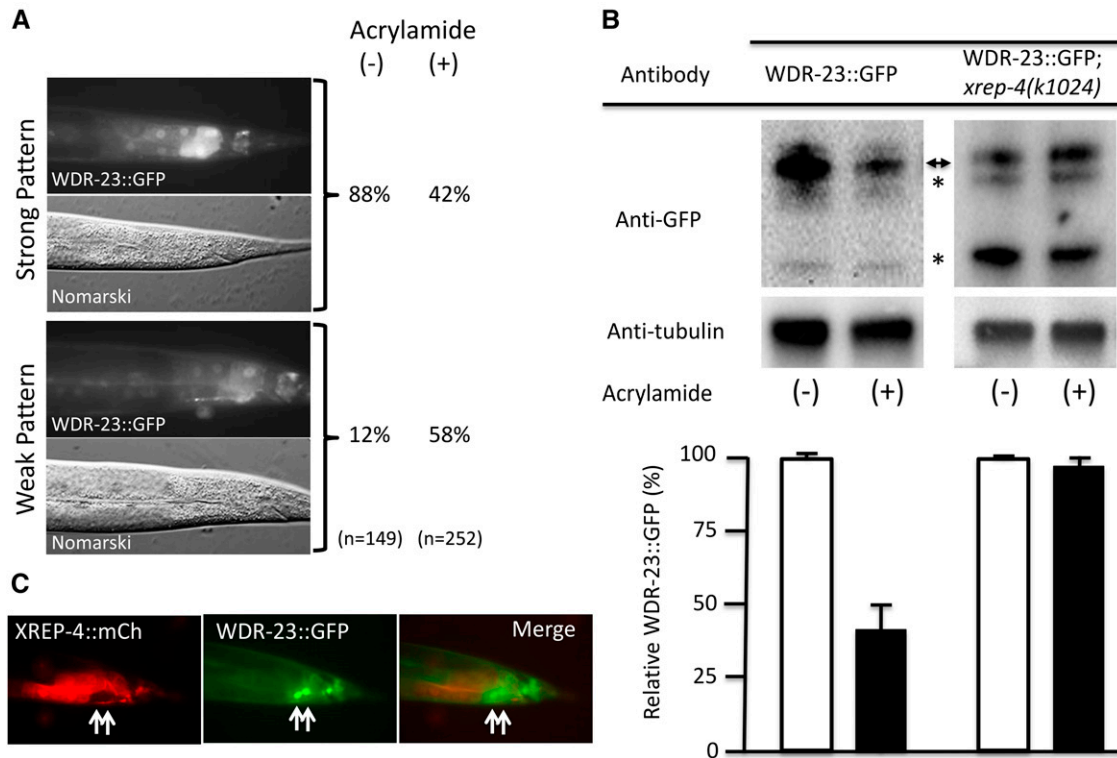 A
Acrylamide
(-) (+)
Strong Pattern
WDR-23::GFP
88% 42%
Nomarski
Weak Pattern
WDR-23::GFP
12% 58%
Nomarski
(n=149) (n=252)
B
Antibody WDR-23::GFP WDR-23::GFP;
xrep-4(k1024)
Anti-GFP
*
*
Anti-tubulin
Acrylamide (-) (+) (-) (+)
Relative WDR-23::GFP (%)
100
75
50
25
0
C
XREP-4::mCh WDR-23::GFP Merge